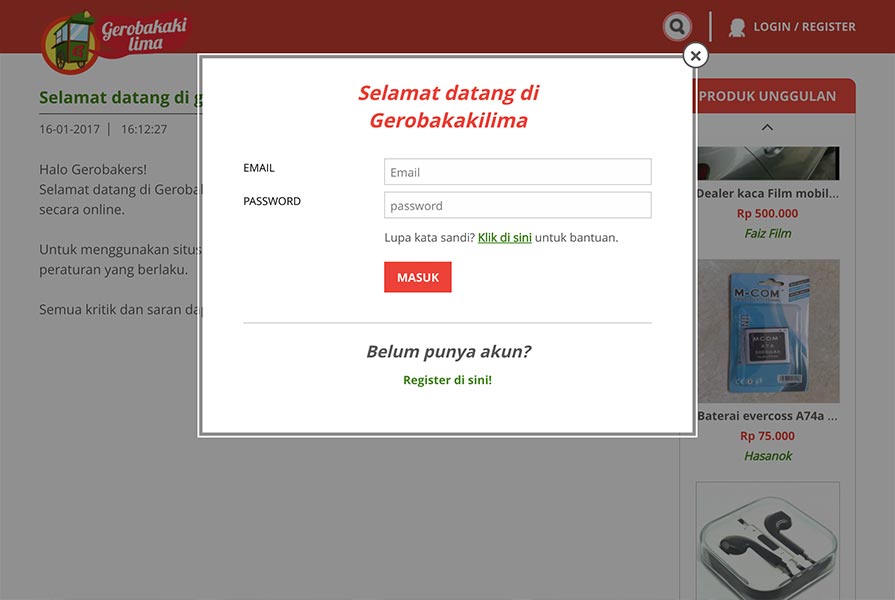 Gerobakaki
lima
LOGIN / REGISTER
Selamat datang di g
16-01-2017 | 16:12:27
Halo Gerobakers!
Selamat datang di Gerobal
secara online.
Untuk menggunakan situs
peraturan yang berlaku.
Semua kritik dan saran dap
Selamat datang di
Gerobakakilima
EMAIL
Email
PASSWORD
password
Lupa kata sandi? Klik di sini untuk bantuan.
MASUK
Belum punya akun?
Register di sini!
PRODUK UNGGULAN
Dealer kaca Film mobil...
Rp 500.000
Faiz Film
M-COM
MCOM
Baterai evercoss A74a ...
Rp 75.000
Hasanok